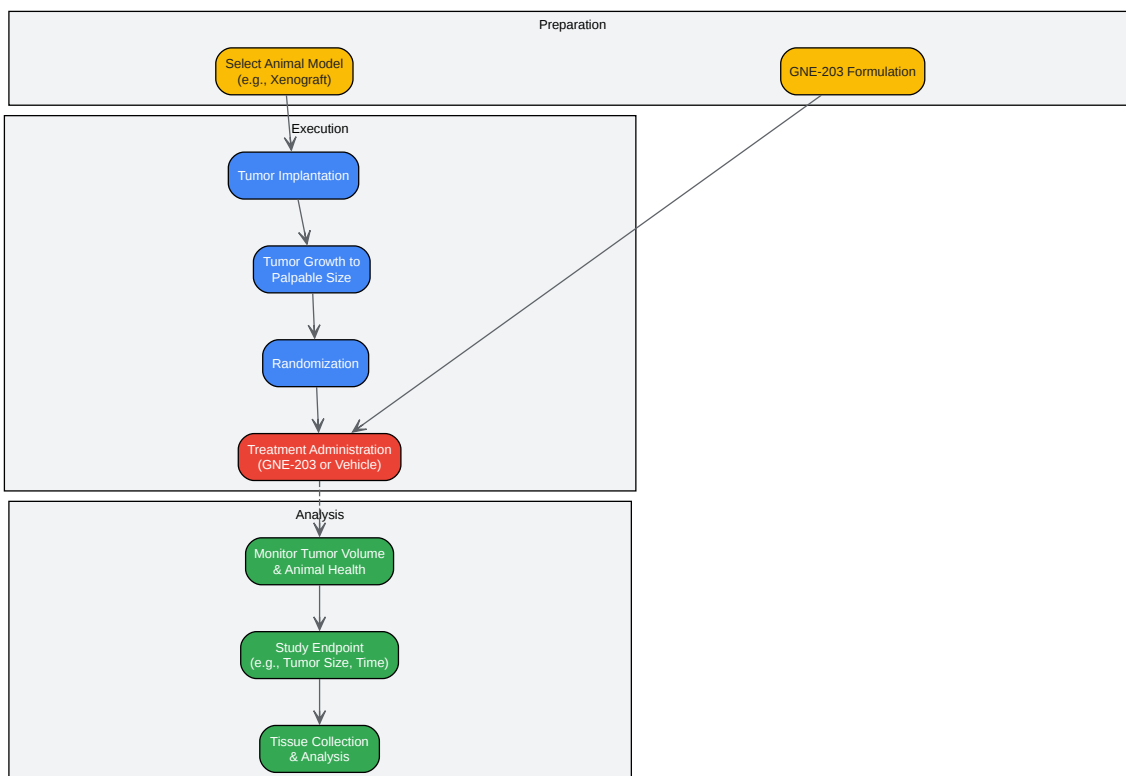 Preparation
Select Animal Model
(e.g., Xenograft)
GNE-203 Formulation
Execution
Tumor Implantation
Tumor Growth to
Palpable Size
Randomization
Treatment Administration
(GNE-203 or Vehicle)
Analysis
Monitor Tumor Volume
& Animal Health
Study Endpoint
(e.g., Tumor Size, Time)
Tissue Collection
& Analysis